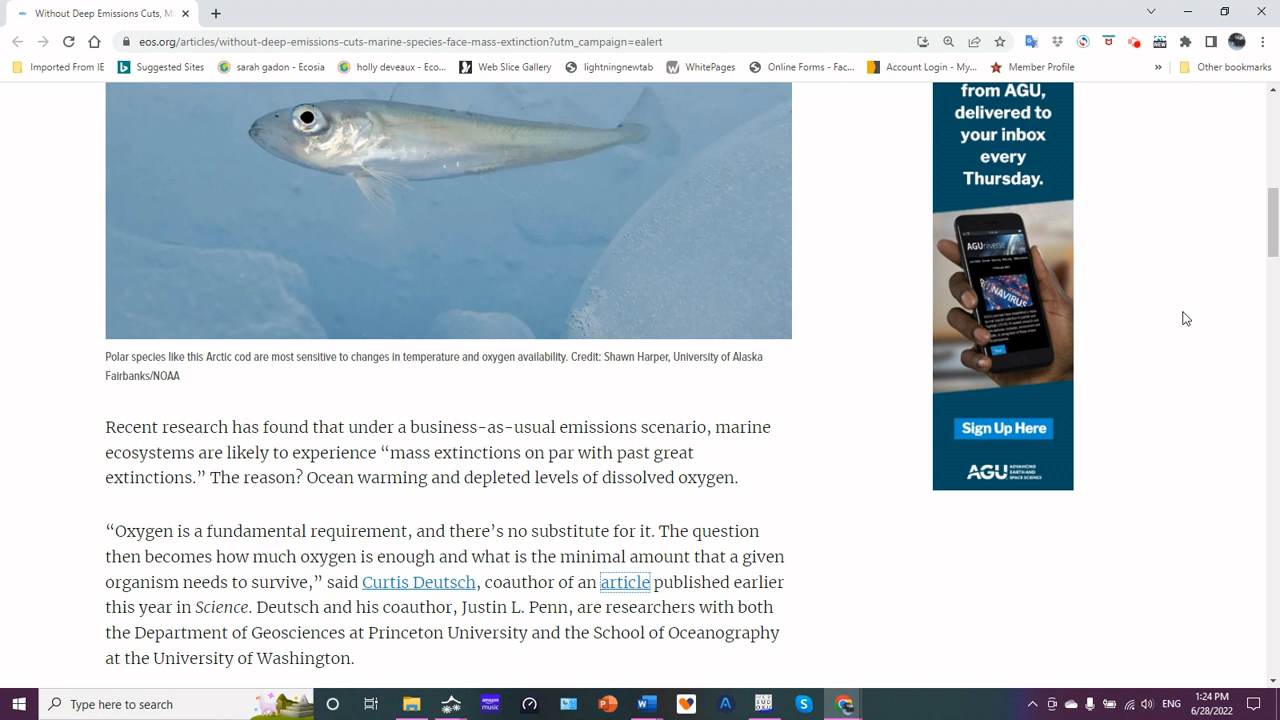 Without Deep Emissions Cuts, M
eos.org/articles/without-deep-emissions-cuts-marine-species-face-mass-extinction?utm_campaign=ealert
Imported From IE
Suggested Sites
sarah gadon - Ecosia
holly deveaux - Eco...
Web Slice Gallery
lightningnewtab
WhitePages
Online Forms - Fac...
Account Login - My...
Member Profile
»
Other bookmarks
from AGU,
delivered to
your inbox
every
Thursday.
AGUniverse
Sign Up Here
AGU ADVANCING
EARTH AND
SPACE SCIENCE
Polar species like this Arctic cod are most sensitive to changes in temperature and oxygen availability. Credit: Shawn Harper, University of Alaska
Fairbanks/NOAA
Recent research has found that under a business-as-usual emissions scenario, marine
ecosystems are likely to experience “mass extinctions on par with past great
extinctions.” The reason? Ocean warming and depleted levels of dissolved oxygen.
“Oxygen is a fundamental requirement, and there’s no substitute for it. The question
then becomes how much oxygen is enough and what is the minimal amount that a given
organism needs to survive,” said Curtis Deutsch, coauthor of an article published earlier
this year in Science. Deutsch and his coauthor, Justin L. Penn, are researchers with both
the Department of Geosciences at Princeton University and the School of Oceanography
at the University of Washington.
Type here to search
ENG
1:24 PM
6/28/2022